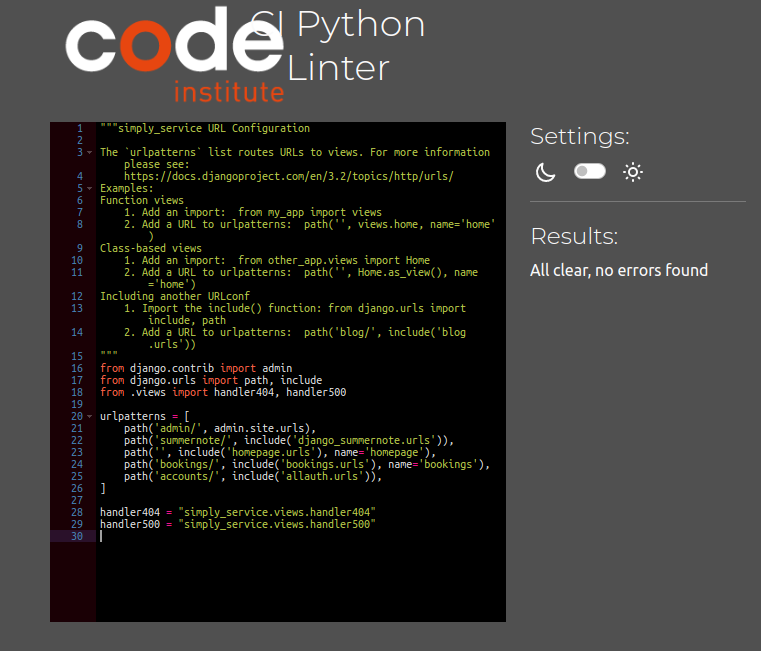 code
institute
CI Python
Linter
1 """simply_service URL Configuration
2
3 The `urlpatterns` list routes URLs to views. For more information
please see:
4 https://docs.djangoproject.com/en/3.2/topics/http/urls/
5 Examples:
6 Function views
7 1. Add an import:  from my_app import views
8 2. Add a URL to urlpatterns:  path('', views.home, name='home'
)
9 Class-based views
10 1. Add an import:  from other_app.views import Home
11 2. Add a URL to urlpatterns:  path('', Home.as_view(), name
='home')
12 Including another URLconf
13 1. Import the include() function: from django.urls import
include, path
14 2. Add a URL to urlpatterns:  path('blog/', include('blog
.urls'))
15 """
16 from django.contrib import admin
17 from django.urls import path, include
18 from .views import handler404, handler500
19
20 urlpatterns = [
21 path('admin/', admin.site.urls),
22 path('summernote/', include('django_summernote.urls')),
23 path('', include('homepage.urls'), name='homepage'),
24 path('bookings/', include('bookings.urls'), name='bookings'),
25 path('accounts/', include('allauth.urls')),
26 ]
27
28 handler404 = "simply_service.views.handler404"
29 handler500 = "simply_service.views.handler500"
30
Settings:
Results:
All clear, no errors found